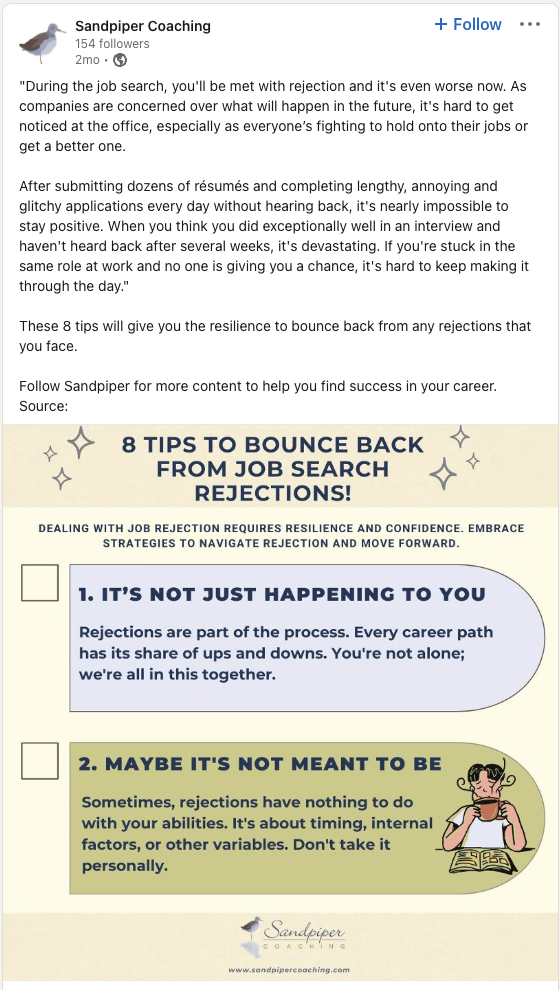 Sandpiper Coaching
+ Follow
154 followers
2mo •
"During the job search, you'll be met with rejection and it's even worse now. As
companies are concerned over what will happen in the future, it's hard to get
noticed at the office, especially as everyone's fighting to hold onto their jobs or
get a better one.
After submitting dozens of résumés and completing lengthy, annoying and
glitchy applications every day without hearing back, it's nearly impossible to
stay positive. When you think you did exceptionally well in an interview and
haven't heard back after several weeks, it's devastating. If you're stuck in the
same role at work and no one is giving you a chance, it's hard to keep making it
through the day."
These 8 tips will give you the resilience to bounce back from any rejections that
you face.
Follow Sandpiper for more content to help you find success in your career.
Source:
8 TIPS TO BOUNCE BACK
FROM JOB SEARCH
REJECTIONS!
DEALING WITH JOB REJECTION REQUIRES RESILIENCE AND CONFIDENCE. EMBRACE
STRATEGIES TO NAVIGATE REJECTION AND MOVE FORWARD.
1. IT'S NOT JUST HAPPENING TO YOU
Rejections are part of the process. Every career path
has its share of ups and downs. You're not alone;
we're all in this together.
2. MAYBE IT'S NOT MEANT TO BE
Sometimes, rejections have nothing to do
with your abilities. It's about timing, internal
factors, or other variables. Don't take it
personally.
Sandpiper
COACHING
www.sandpipercoaching.com